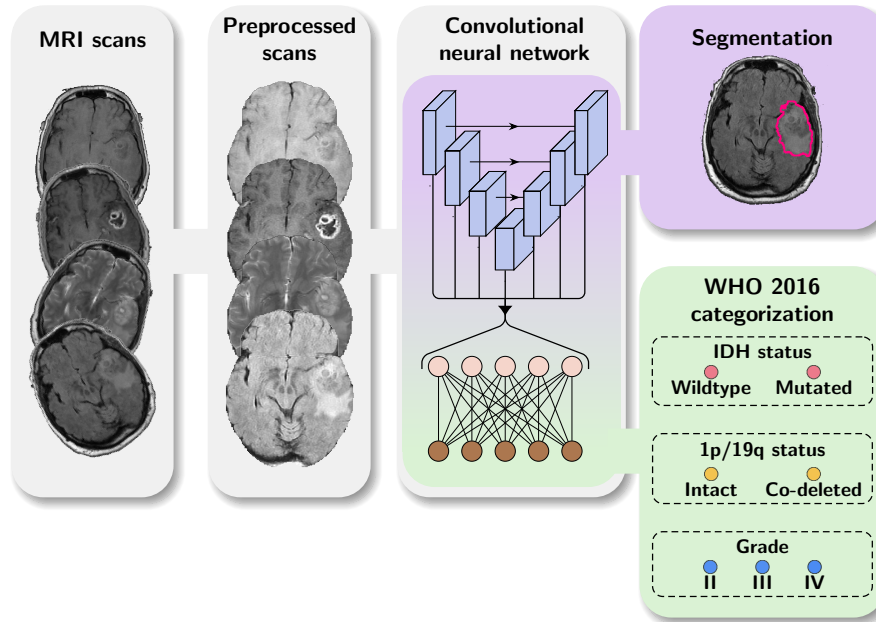 MRI scans
Preprocessed
scans
Convolutional
neural network
Segmentation
WHO 2016
categorization
IDH status
Wildtype
Mutated
1p/19q status
Intact
Co-deleted
Grade
II
III
IV